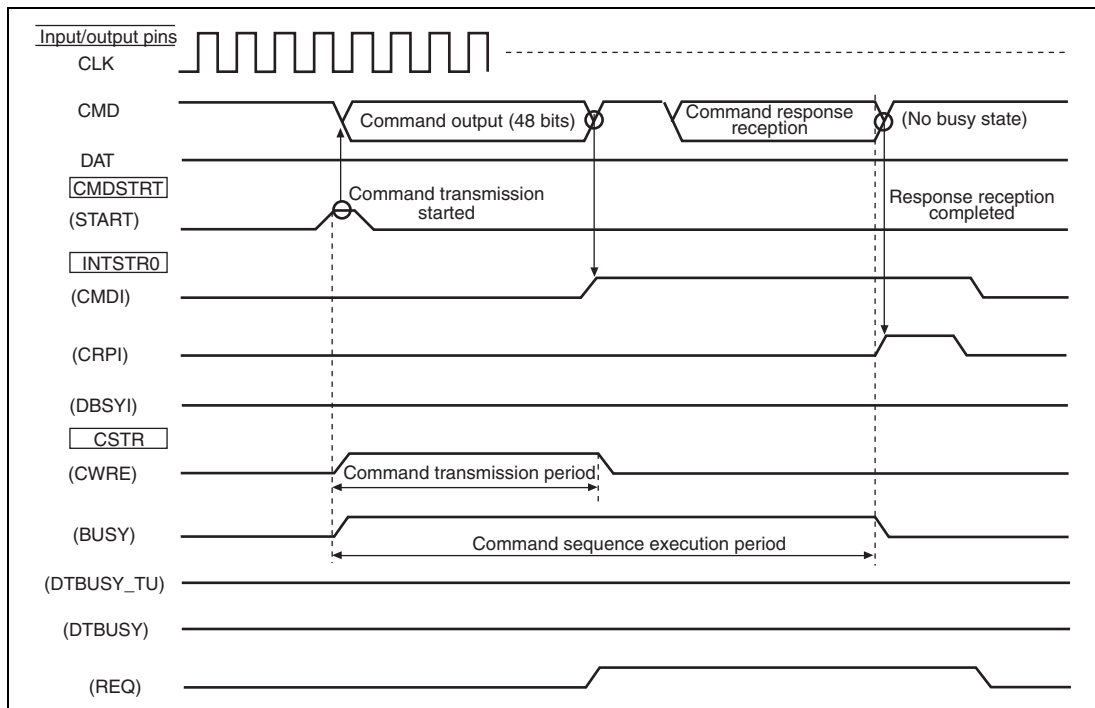 Input/output pins
CLK
CMD
Command output (48 bits)
Command response
reception
(No busy state)
DAT
CMDSTRT
(START)
Command transmission
started
Response reception
completed
INTSTR0
(CMDI)
(CRPI)
(DBSYI)
CSTR
(CWRE)
Command transmission period
(BUSY)
Command sequence execution period
(DTBUSY_TU)
(DTBUSY)
(REQ)